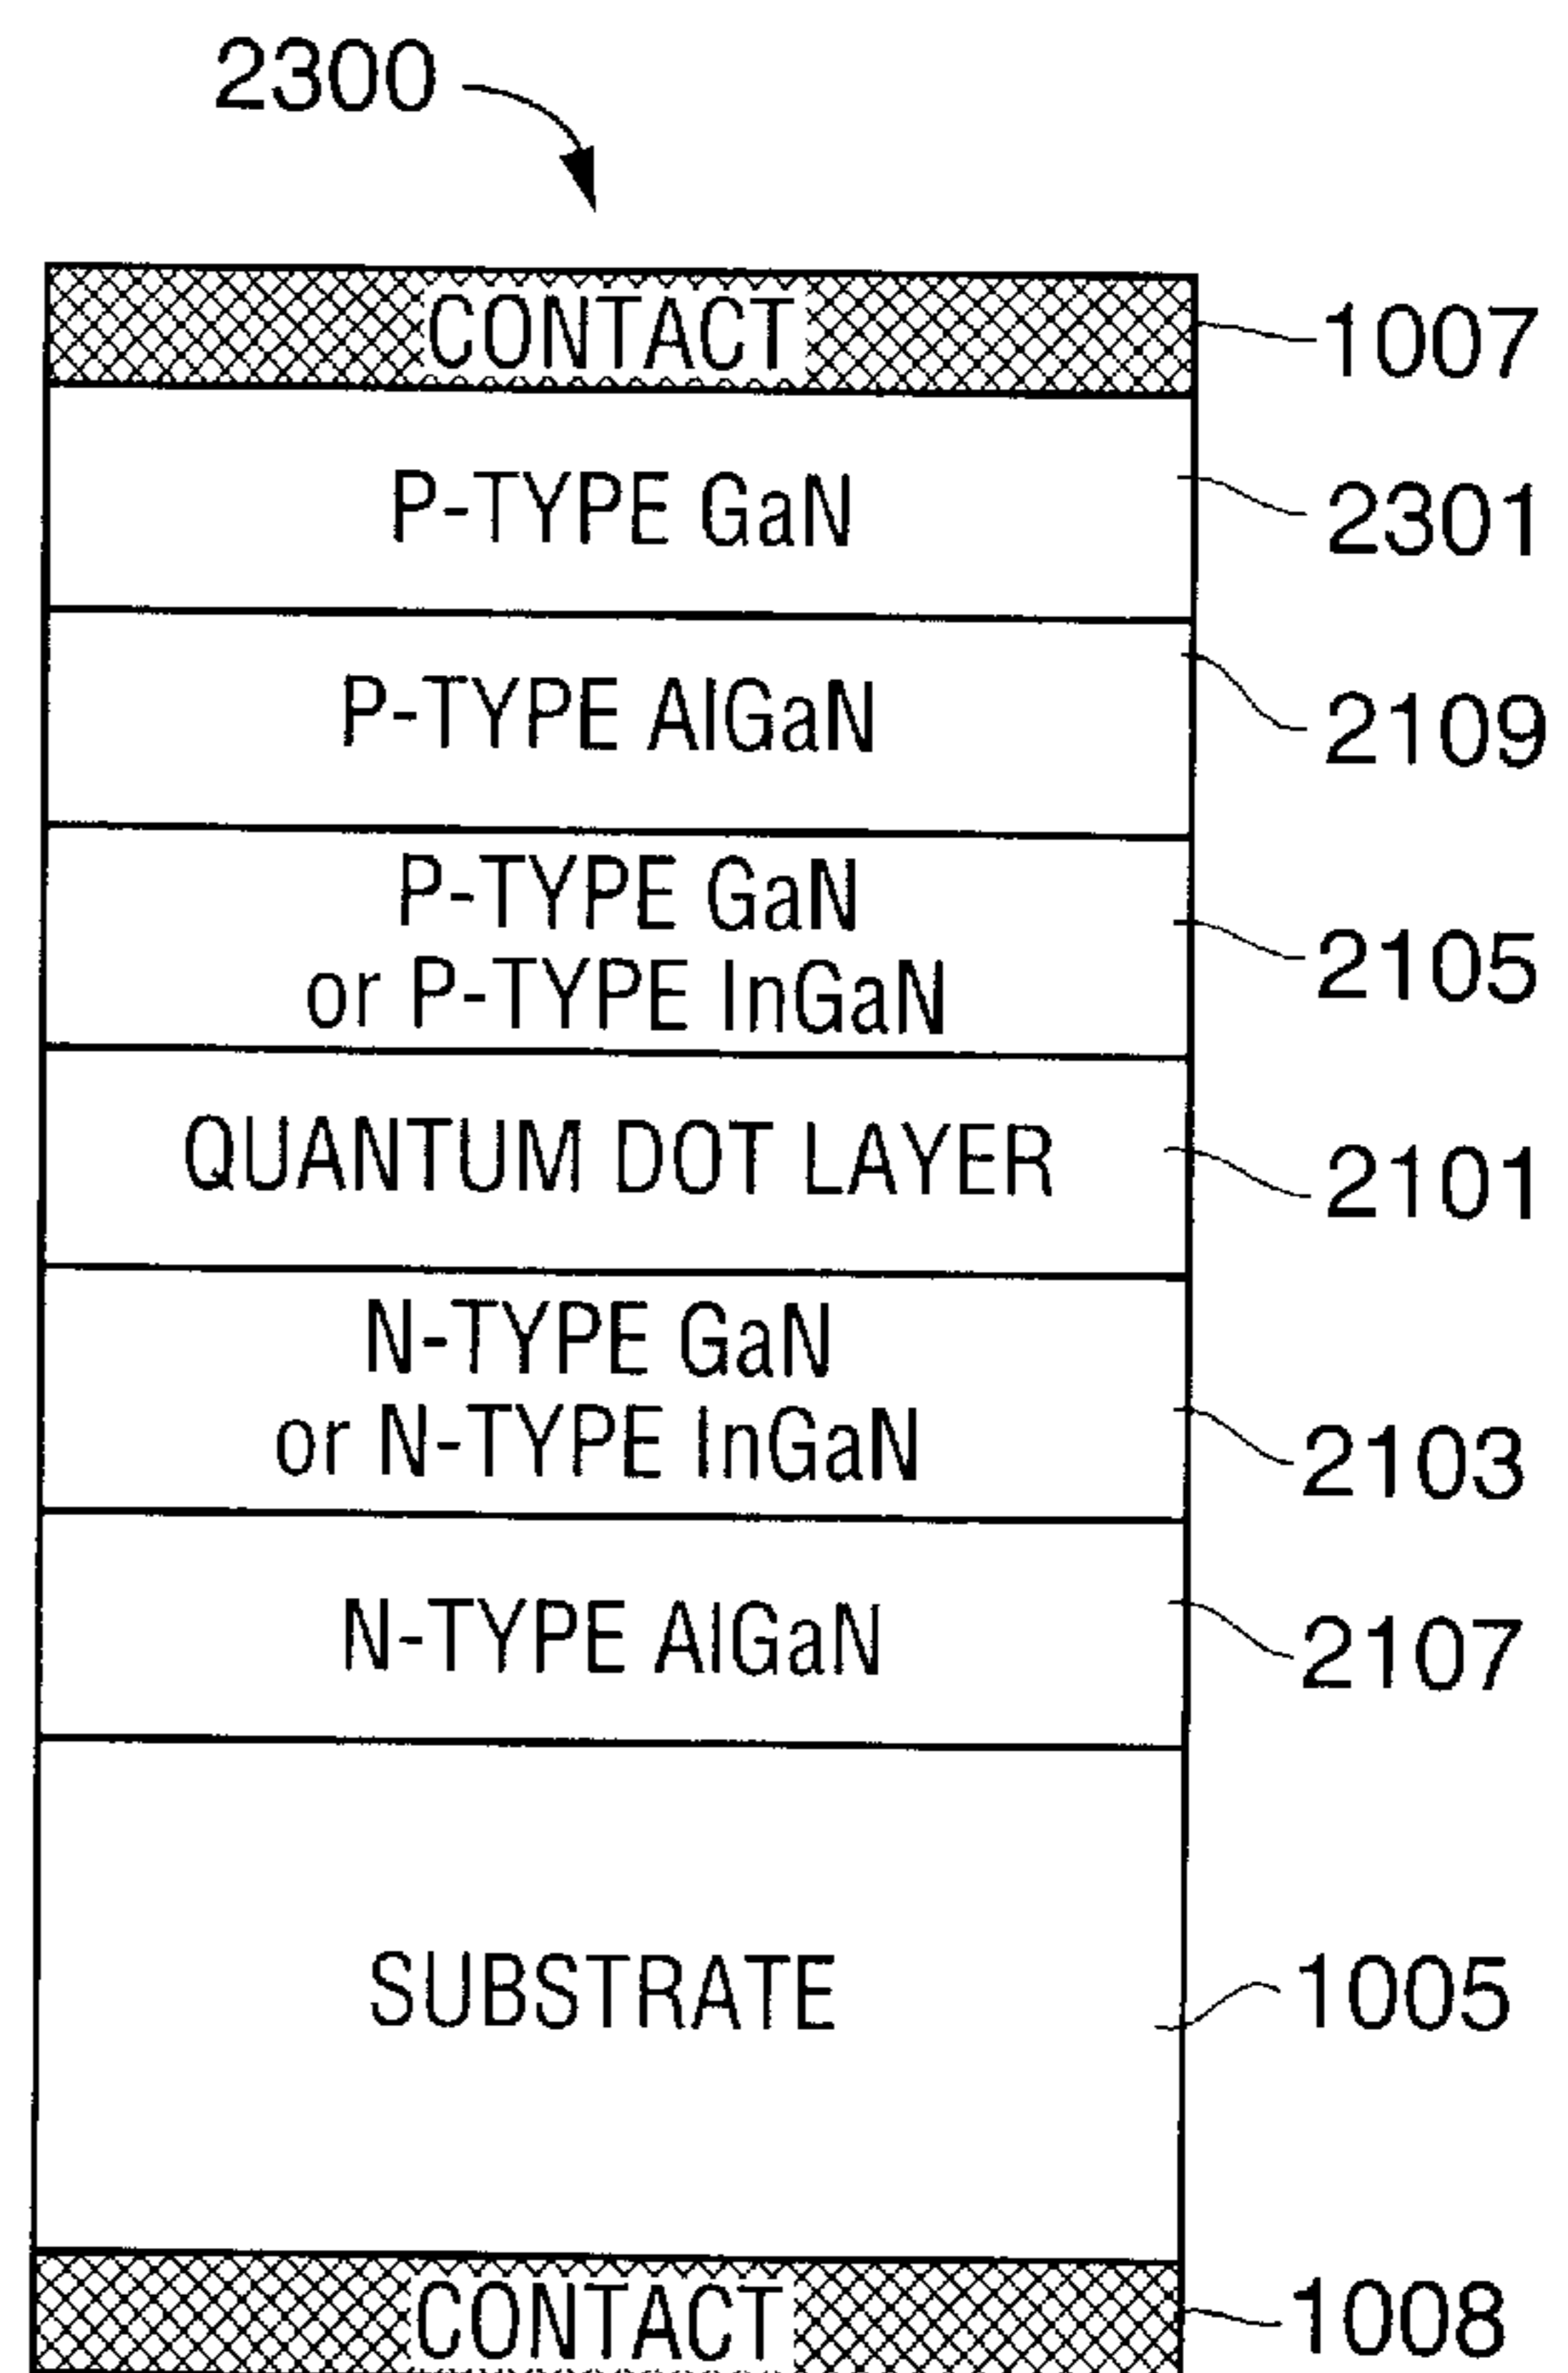 2300
CONTACT
1007
P-TYPE GaN
2301
P-TYPE AlGaN
2109
P-TYPE GaN
or P-TYPE InGaN
2105
QUANTUM DOT LAYER
2101
N-TYPE GaN
or N-TYPE InGaN
2103
N-TYPE AlGaN
2107
SUBSTRATE
1005
CONTACT
1008